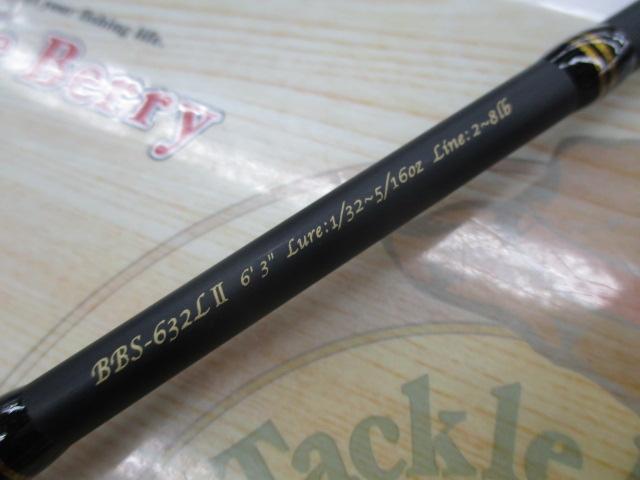 your fishing life.
Berry
BBS-632LⅡ 6' 3" Lure:1/32~5/16oz Line:2~8lb
Tackle